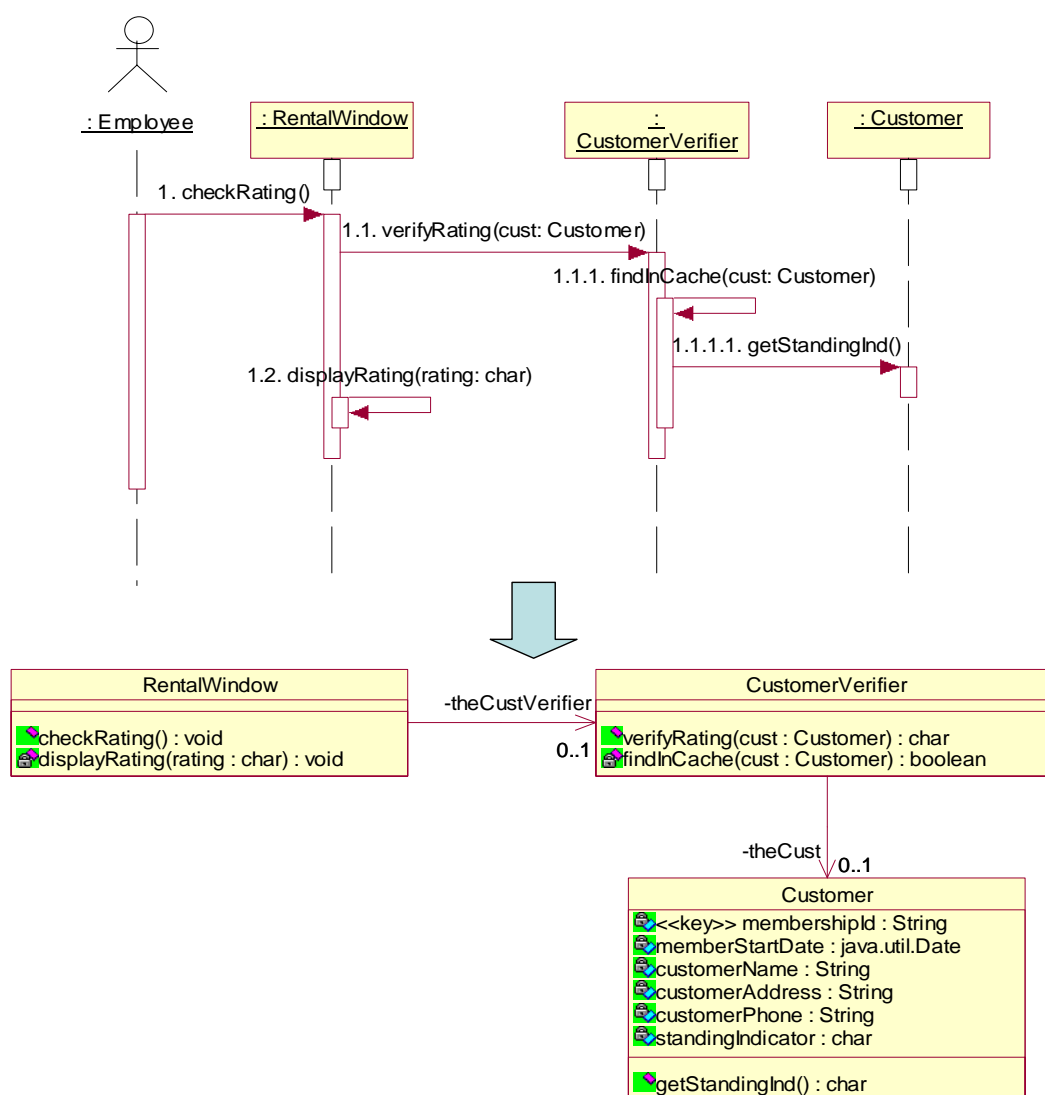 : Employee
: RentalWindow
:
CustomerVerifier
: Customer
1. checkRating()
1.1. verifyRating(cust: Customer)
1.1.1. findInCache(cust: Customer)
1.1.1.1. getStandingInd()
1.2. displayRating(rating: char)
RentalWindow
checkRating() : void
displayRating(rating : char) : void
-theCustVerifier
0..1
CustomerVerifier
verifyRating(cust : Customer) : char
findInCache(cust : Customer) : boolean
-theCust
0..1
Customer
<<key>> membershipId : String
memberStartDate : java.util.Date
customerName : String
customerAddress : String
customerPhone : String
standingIndicator : char
getStandingInd() : char